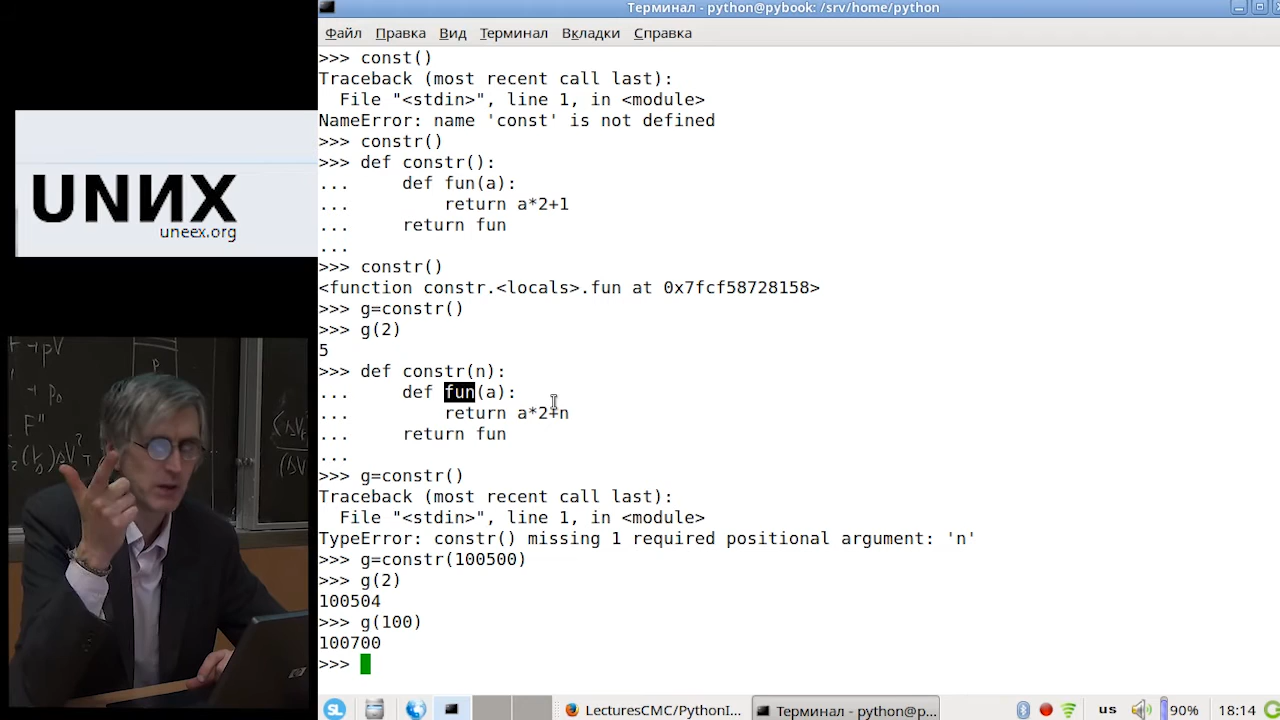 Терминал - python@pybook: /srv/home/python
Файл Правка Вид Терминал Вкладки Справка
>>> const()
Traceback (most recent call last):
  File "<stdin>", line 1, in <module>
NameError: name 'const' is not defined
>>> constr()
>>> def constr():
...     def fun(a):
...         return a*2+1
...     return fun
...
>>> constr()
<function constr.<locals>.fun at 0x7fcf58728158>
>>> g=constr()
>>> g(2)
5
>>> def constr(n):
...     def fun(a):
...         return a*2+n
...     return fun
...
>>> g=constr()
Traceback (most recent call last):
  File "<stdin>", line 1, in <module>
TypeError: constr() missing 1 required positional argument: 'n'
>>> g=constr(100500)
>>> g(2)
100504
>>> g(100)
100700
>>>
UNИX
uneex.org
→pV
P
→p₀
F''
SL LecturesCMC/PythonI... Терминал - python@p... us 90% 18:14